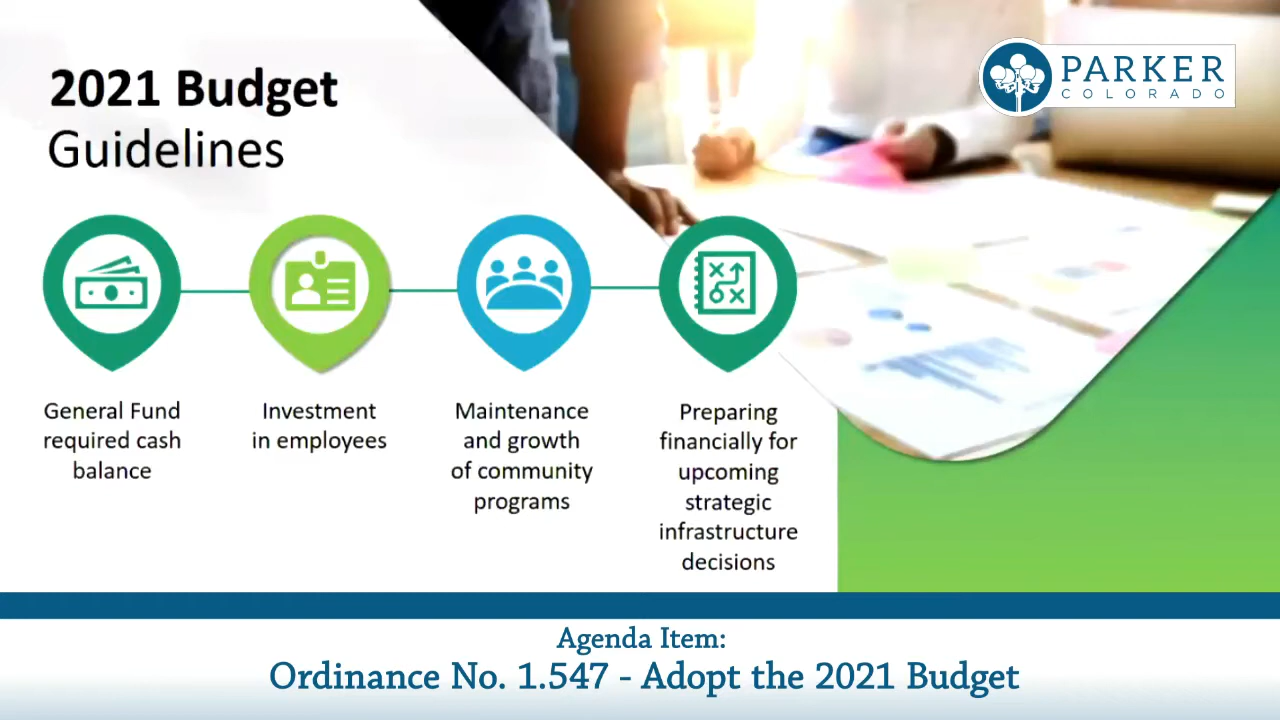 2021 Budget
Guidelines
PARKER
COLORADO
General Fund
required cash
balance
Investment
in employees
Maintenance
and growth
of community
programs
Preparing
financially for
upcoming
strategic
infrastructure
decisions
Agenda Item:
Ordinance No. 1.547 - Adopt the 2021 Budget